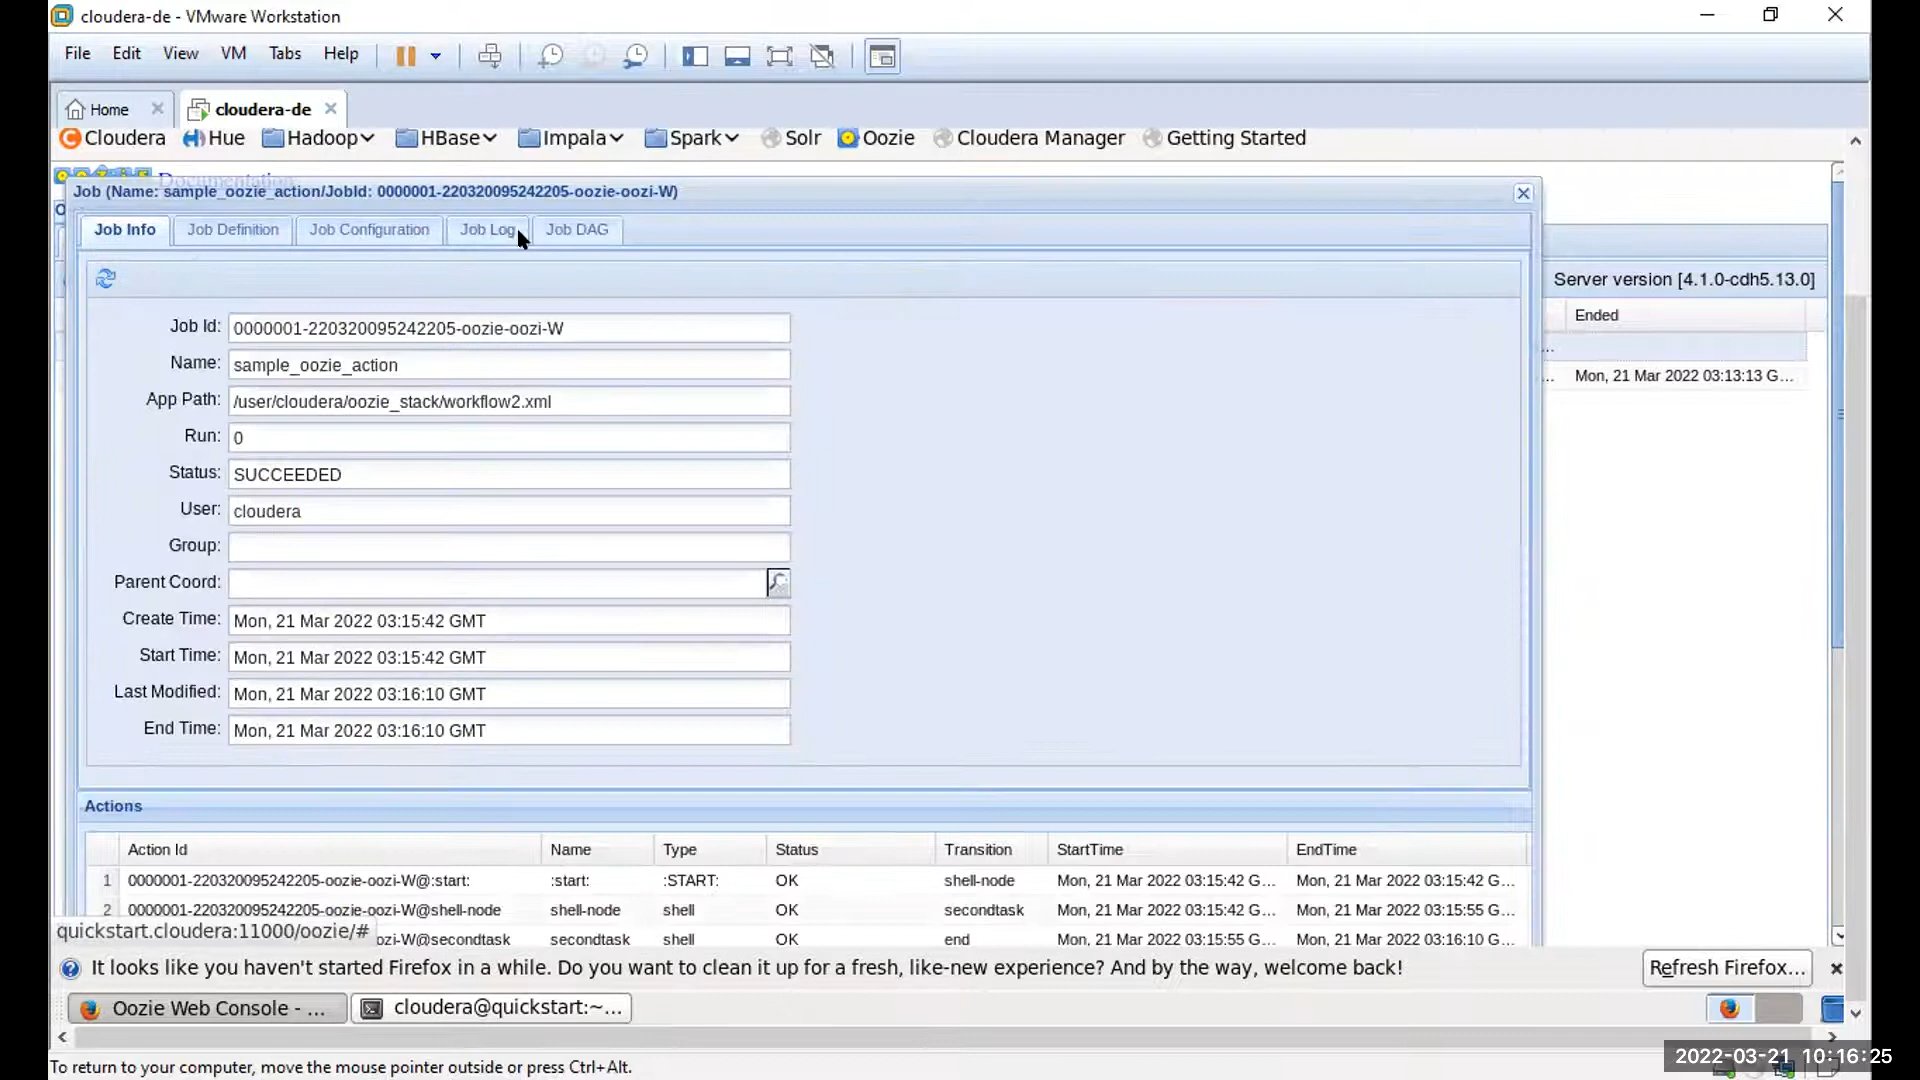 cloudera-de - VMware Workstation
File Edit View VM Tabs Help
Home cloudera-de
Cloudera Hue Hadoop HBase Impala Spark Solr Oozie Cloudera Manager Getting Started
Documentation
Job (Name: sample_oozie_action/JobId: 0000001-220320095242205-oozie-oozi-W)
Job Info Job Definition Job Configuration Job Log Job DAG
Server version [4.1.0-cdh5.13.0]
Ended
Job Id: 0000001-220320095242205-oozie-oozi-W
...
Name: sample_oozie_action
... Mon, 21 Mar 2022 03:13:13 G...
App Path: /user/cloudera/oozie_stack/workflow2.xml
Run: 0
Status: SUCCEEDED
User: cloudera
Group:
Parent Coord:
Create Time: Mon, 21 Mar 2022 03:15:42 GMT
Start Time: Mon, 21 Mar 2022 03:15:42 GMT
Last Modified: Mon, 21 Mar 2022 03:16:10 GMT
End Time: Mon, 21 Mar 2022 03:16:10 GMT
Actions
Action Id Name Type Status Transition StartTime EndTime
1 0000001-220320095242205-oozie-oozi-W@:start: :start: :START: OK shell-node Mon, 21 Mar 2022 03:15:42 G... Mon, 21 Mar 2022 03:15:42 G...
2 0000001-220320095242205-oozie-oozi-W@shell-node shell-node shell OK secondtask Mon, 21 Mar 2022 03:15:42 G... Mon, 21 Mar 2022 03:15:55 G...
quickstart.cloudera:11000/oozie/#
oozi-W@secondtask secondtask shell OK end Mon, 21 Mar 2022 03:15:55 G... Mon, 21 Mar 2022 03:16:10 G...
It looks like you haven't started Firefox in a while. Do you want to clean it up for a fresh, like-new experience? And by the way, welcome back! Refresh Firefox...
Oozie Web Console - ... cloudera@quickstart:~...
To return to your computer, move the mouse pointer outside or press Ctrl+Alt.
2022-03-21 10:16:25